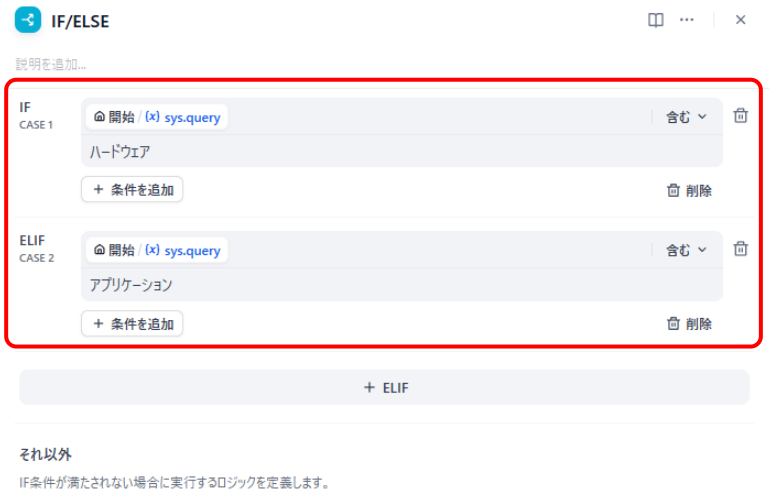 IF/ELSE
説明を追加...
IF
CASE 1
開始 / (x) sys.query
含む
ハードウェア
+ 条件を追加
削除
ELIF
CASE 2
開始 / (x) sys.query
含む
アプリケーション
+ 条件を追加
削除
+ ELIF
それ以外
IF条件が満たされない場合に実行するロジックを定義します。